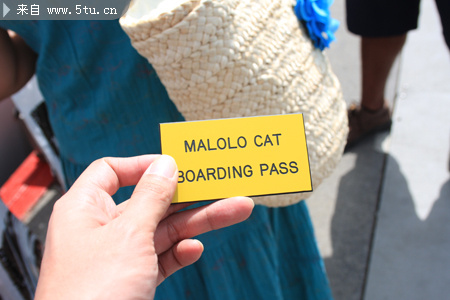 来自 www.5tu.cn
MALOLO CAT
BOARDING PASS